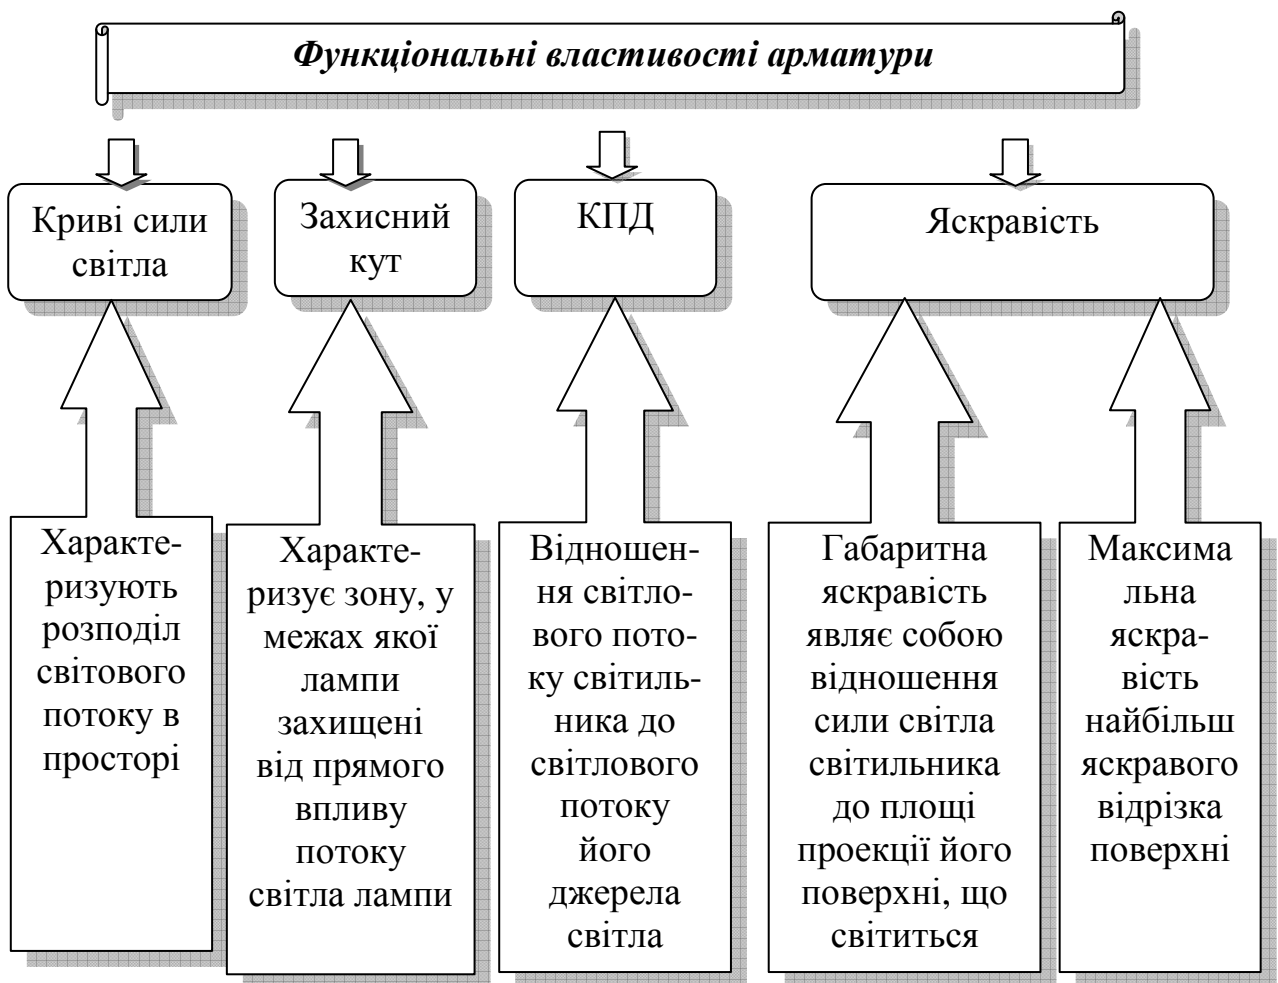 Функціональні властивості арматури
Криві сили
світла
Захисний
кут
КПД
Яскравість
Характе-
ризують
розподіл
світового
потоку в
просторі
Характе-
ризує зону, у
межах якої
лампи
захищені
від прямого
впливу
потоку
світла лампи
Відношен-
ня світло-
вого пото-
ку світиль-
ника до
світлового
потоку
його
джерела
світла
Габаритна
яскравість
являє собою
відношення
сили світла
світильника
до площі
проекції його
поверхні, що
світиться
Максима
льна
яскра-
вість
найбільш
яскравого
відрізка
поверхні